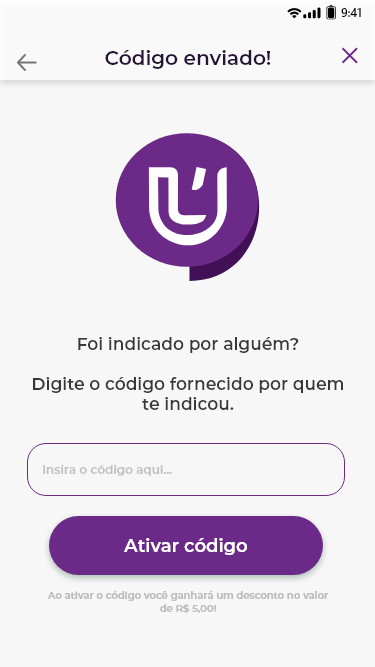 9:41
Código enviado!
Foi indicado por alguém?
Digite o código fornecido por quem
te indicou.
Insira o código aqui...
Ativar código
Ao ativar o código você ganhará um desconto no valor
de R$ 5,00!